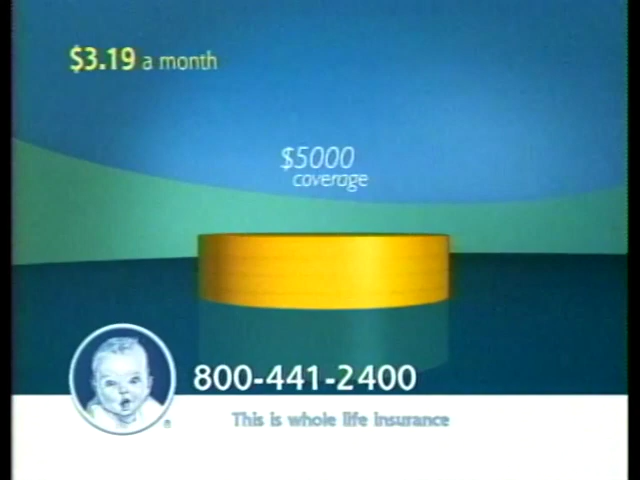 $3.19 a month
$5000
coverage
800-441-2400
®
This is whole life insurance